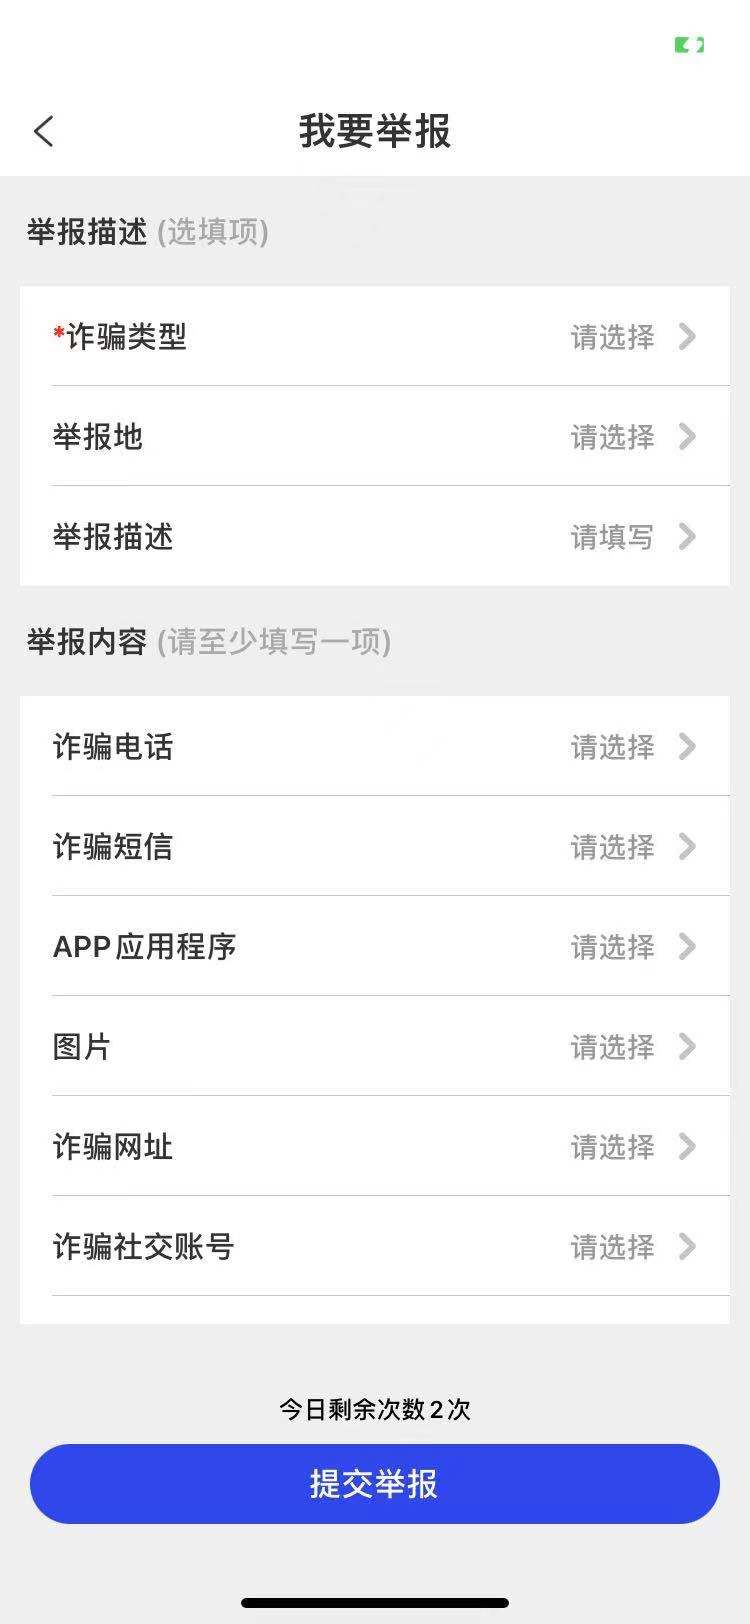 我要举报
举报描述 (选填项)
*诈骗类型 请选择
举报地 请选择
举报描述 请填写
举报内容 (请至少填写一项)
诈骗电话 请选择
诈骗短信 请选择
APP应用程序 请选择
图片 请选择
诈骗网址 请选择
诈骗社交账号 请选择
今日剩余次数2次
提交举报